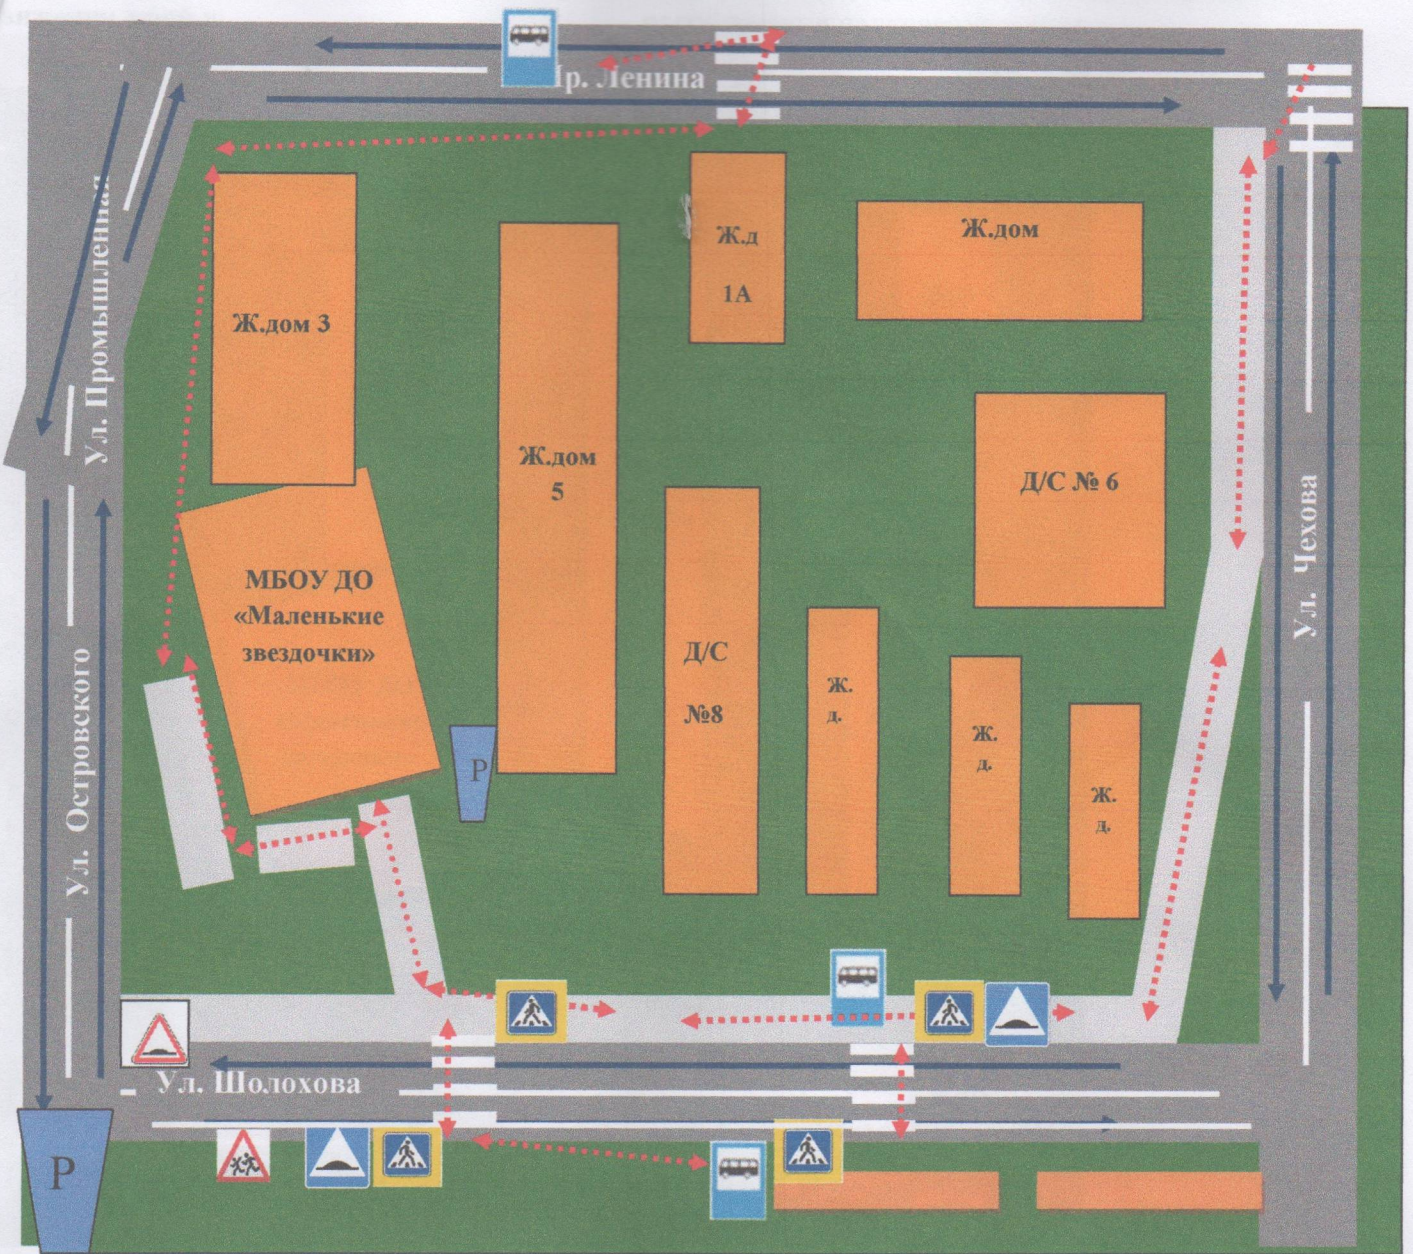 Пр. Ленина
Ул. Промышленная
Ж.дом 3
Ж.дом
5
Ж.д
1А
Ж.дом
Д/С № 6
Ул. Чехова
МБОУ ДО
«Маленькие
звездочки»
Д/С
№8
Ж.
д.
Ж.
д.
Ж.
д.
Р
Ул. Островского
Ул. Шолохова
Р